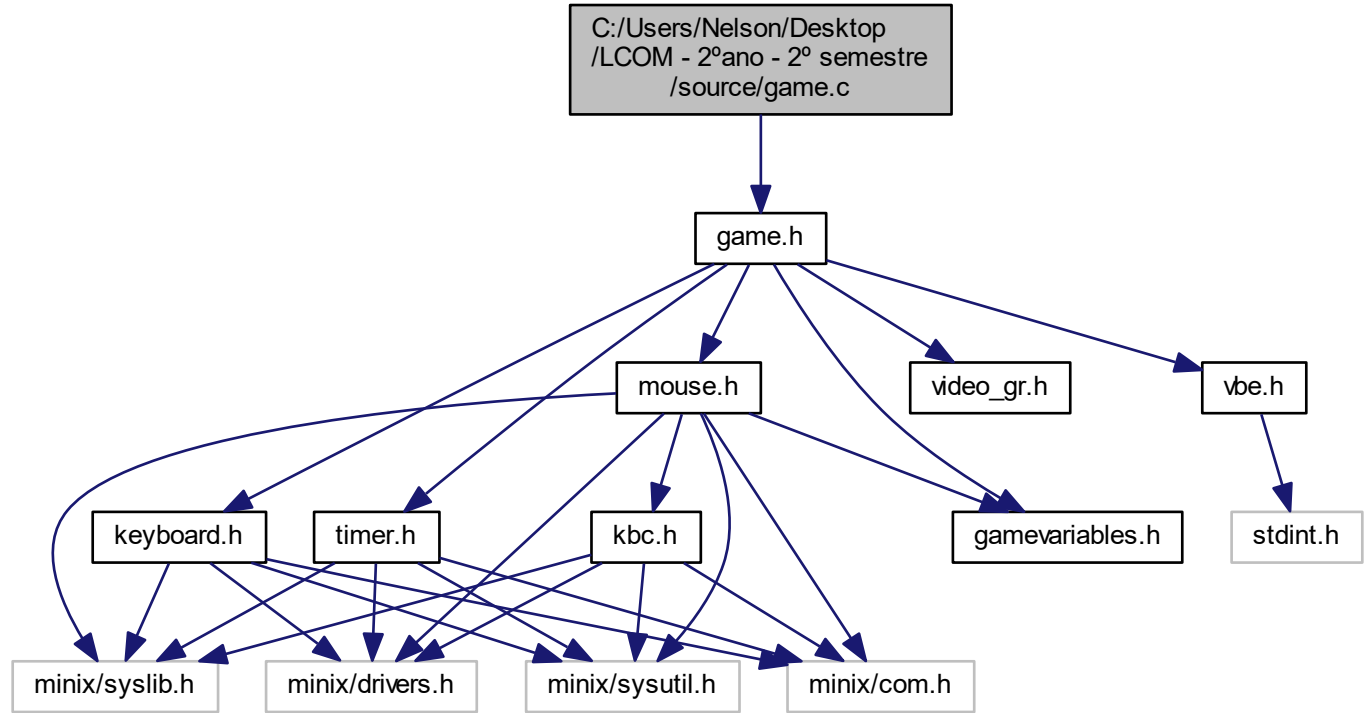 C:/Users/Nelson/Desktop
/LCOM - 2ºano - 2º semestre
/source/game.c
game.h
mouse.h
video_gr.h
vbe.h
keyboard.h
timer.h
kbc.h
gamevariables.h
stdint.h
minix/syslib.h
minix/drivers.h
minix/sysutil.h
minix/com.h